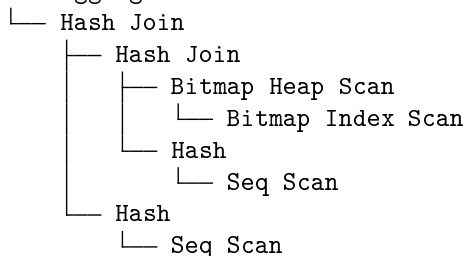 └── Hash Join
├── Hash Join
├── Bitmap Heap Scan
└── Bitmap Index Scan
└── Hash
└── Seq Scan
└── Hash
└── Seq Scan